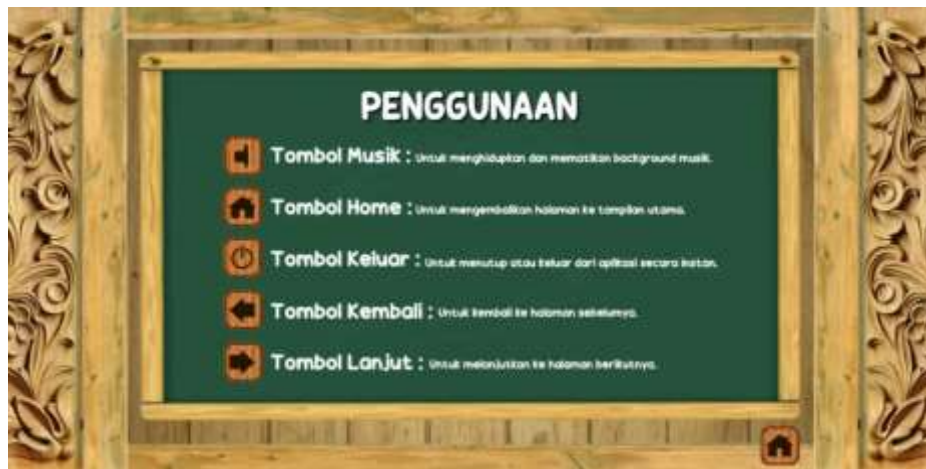 PENGGUNAAN
Tombol Musik : Untuk menghidupkan dan mematikan background musik.
Tombol Home : Untuk mengembalikan halaman ke tampilan utama.
Tombol Keluar : Untuk menutup atau keluar dari aplikasi secara
Tombol Kembali : Untuk kembali ke halaman
Tombol Lanjut : Untuk melanjutkan ke halaman berikutnya.